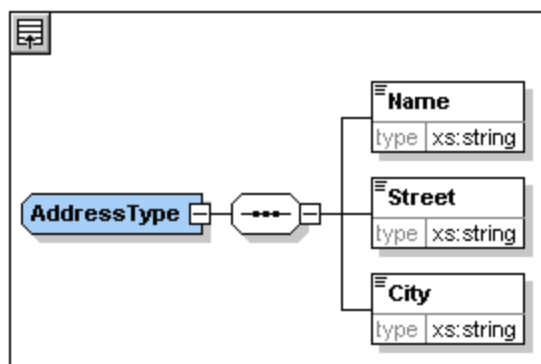 Name
type xs:string
AddressType
Street
type xs:string
City
type xs:string